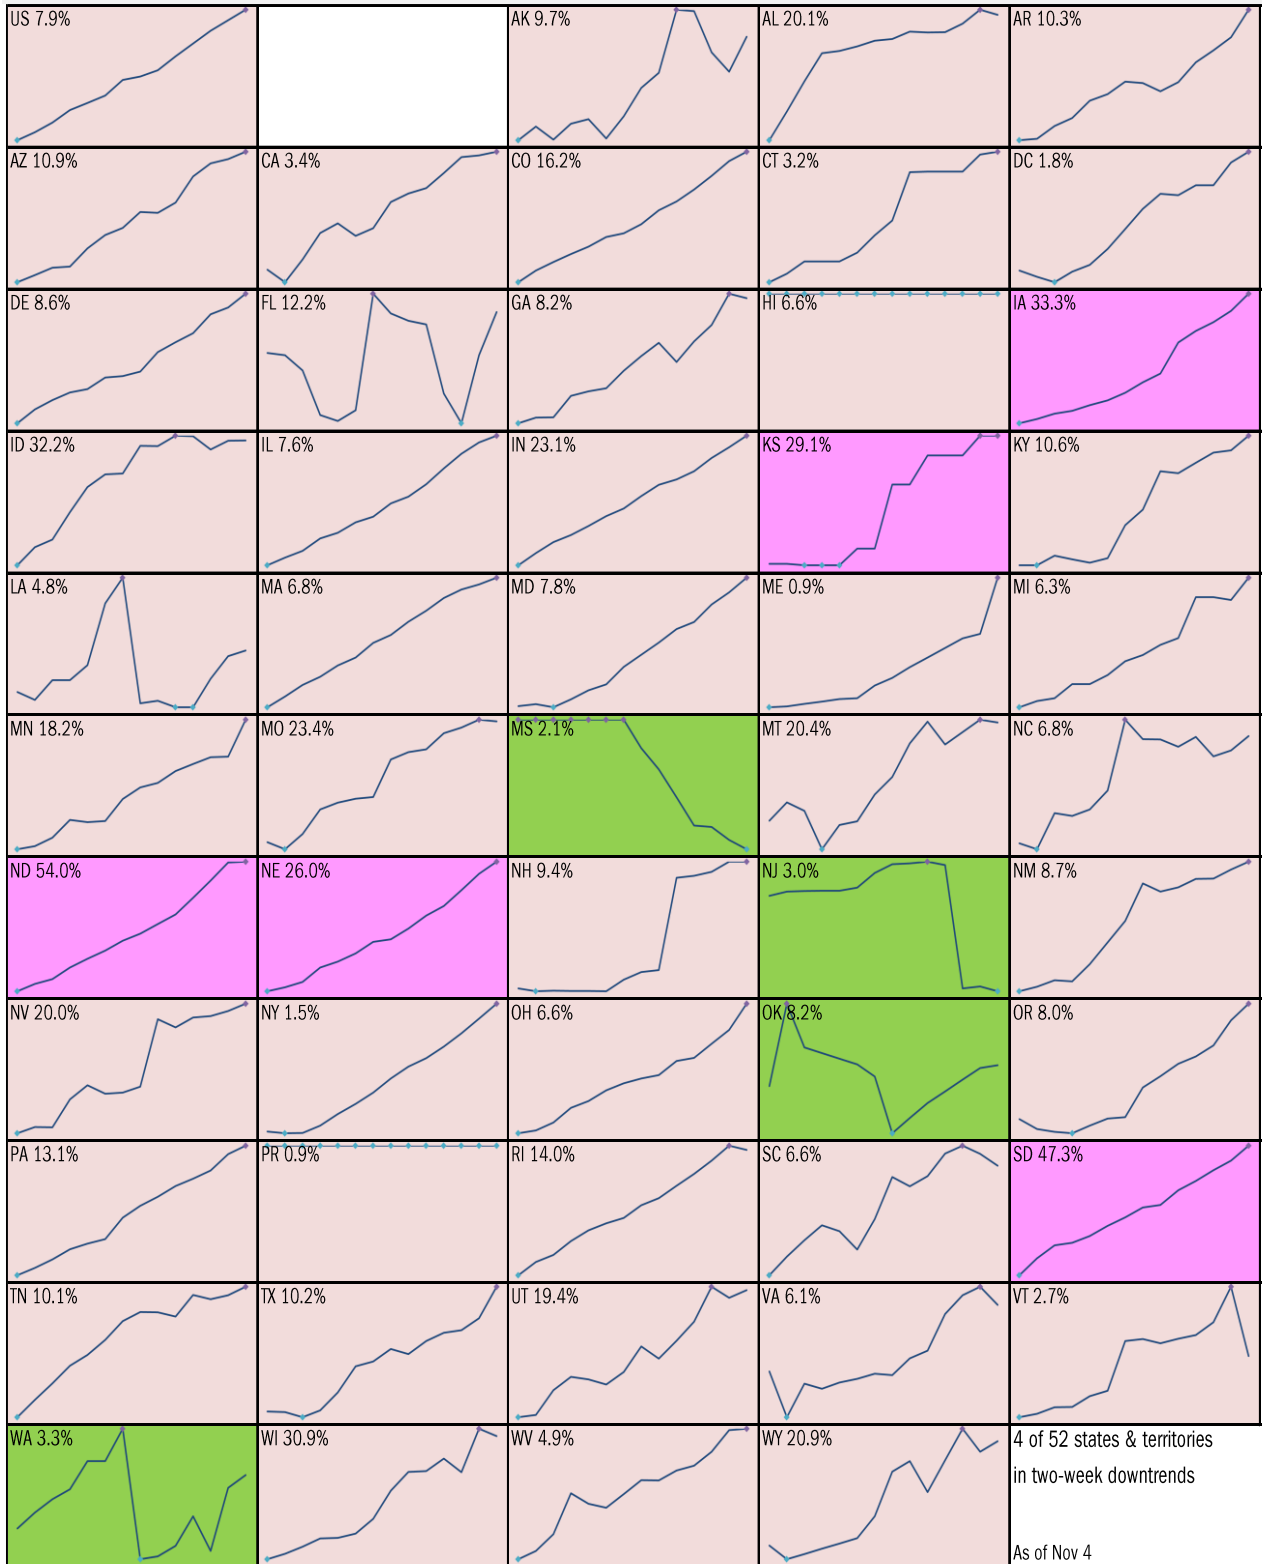 US 7.9%
AK 9.7%
AL 20.1%
AR 10.3%
AZ 10.9%
CA 3.4%
CO 16.2%
CT 3.2%
DC 1.8%
DE 8.6%
FL 12.2%
GA 8.2%
HI 6.6%
IA 33.3%
ID 32.2%
IL 7.6%
IN 23.1%
KS 29.1%
KY 10.6%
LA 4.8%
MA 6.8%
MD 7.8%
ME 0.9%
MI 6.3%
MN 18.2%
MO 23.4%
MS 2.1%
MT 20.4%
NC 6.8%
ND 54.0%
NE 26.0%
NH 9.4%
NJ 3.0%
NM 8.7%
NV 20.0%
NY 1.5%
OH 6.6%
OK 8.2%
OR 8.0%
PA 13.1%
PR 0.9%
RI 14.0%
SC 6.6%
SD 47.3%
TN 10.1%
TX 10.2%
UT 19.4%
VA 6.1%
VT 2.7%
WA 3.3%
WI 30.9%
WV 4.9%
WY 20.9%
4 of 52 states & territories
in two-week downtrends
As of Nov 4